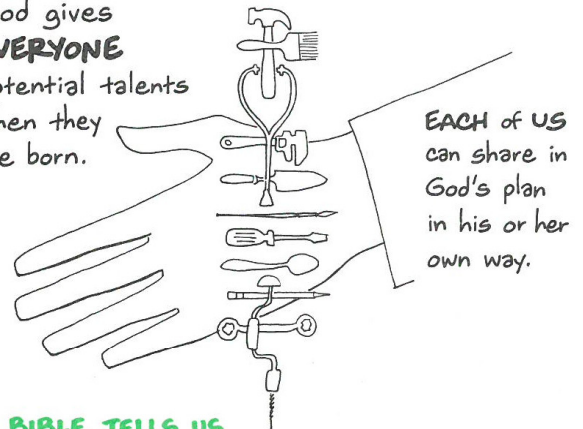 od gives
VERYONE
otential talents
hen they
e born.
EACH of US
can share in
God's plan
in his or her
own way.
BIBLE TELLS US